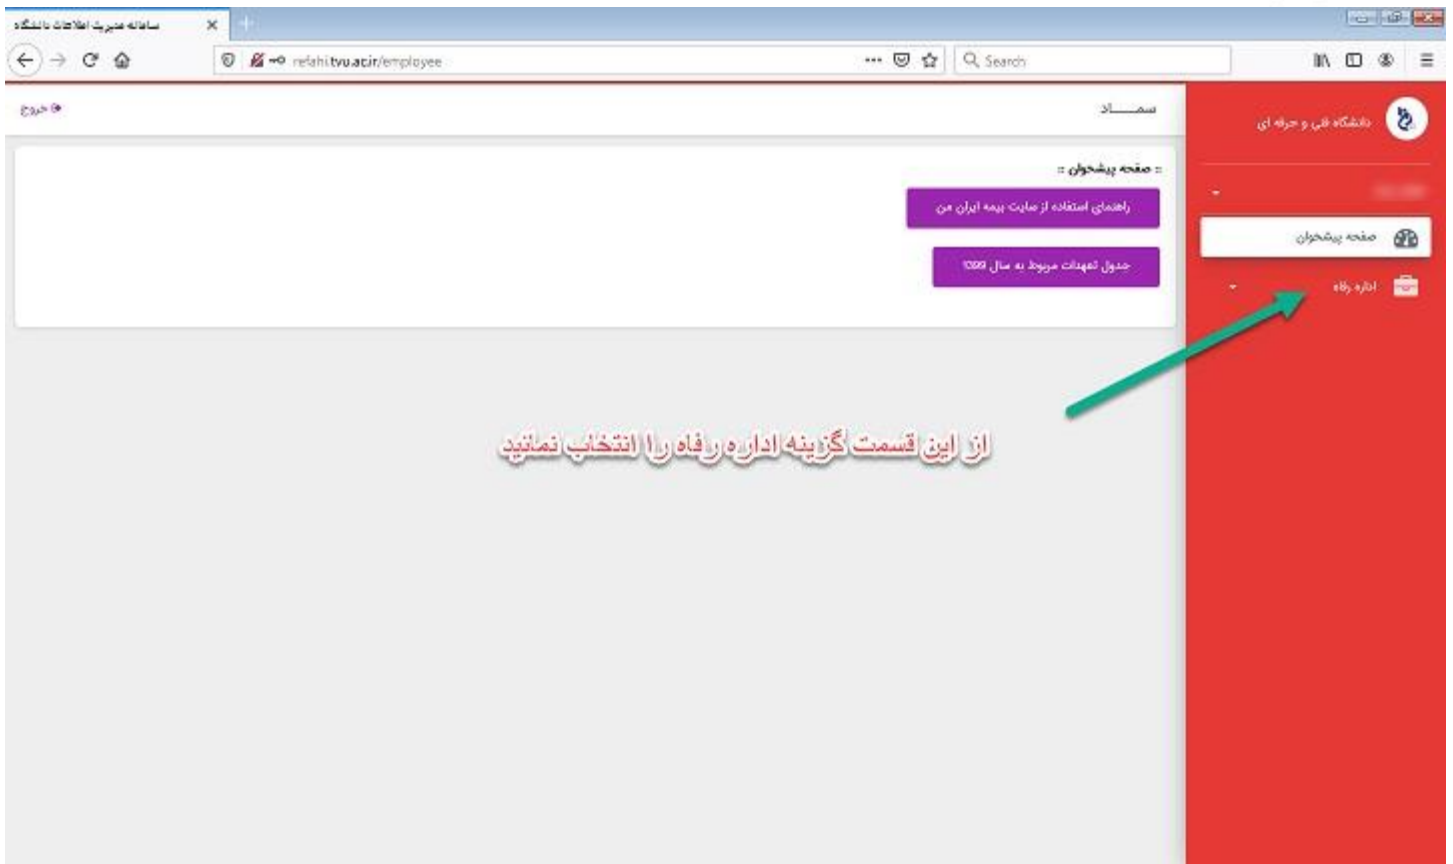 سامانه مدیریت اطلاعات دانشگاه
refahi.tvu.ac.ir/employee
Search
خروج
سمــــاد
دانشگاه فنی و حرفه ای
:: صفحه پیشخوان ::
راهنمای استفاده از سایت بیمه ایران من
جدول تعهدات مربوط به سال 1399
صفحه پیشخوان
اداره رفاه
از این قسمت گزینه اداره رفاه را انتخاب نمائید